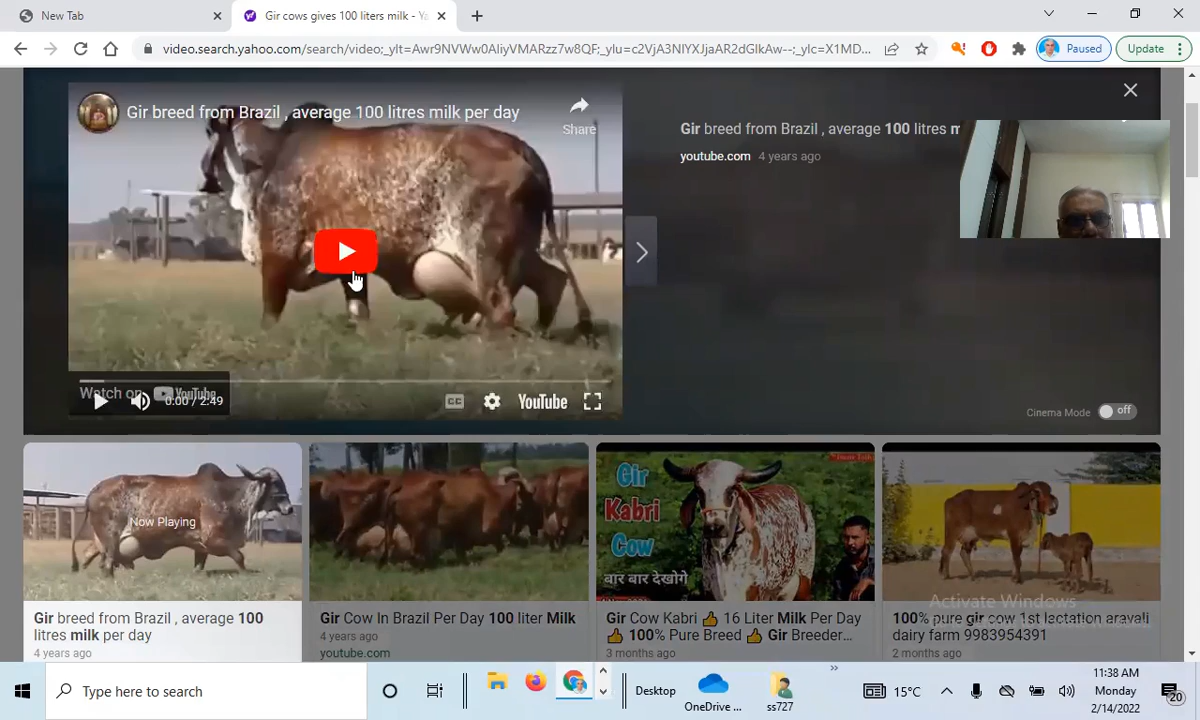 New Tab
Gir cows gives 100 liters milk - Ya
video.search.yahoo.com/search/video;_ylt=Awr9NVWw0AliyVMARzz7w8QF;_ylu=c2VjA3NlYXJjaAR2dGlkAw--;_ylc=X1MD...
Paused
Update
Gir breed from Brazil , average 100 litres milk per day
Share
Gir breed from Brazil , average 100 litres m
youtube.com 4 years ago
Watch on YouTube
0:00 / 2:49
CC
YouTube
Cinema Mode off
Now Playing
Gir
Kabri
Cow
बार बार देखोगे
Gir breed from Brazil , average 100
litres milk per day
4 years ago
Gir Cow In Brazil Per Day 100 liter Milk
4 years ago
youtube.com
Gir Cow Kabri 👍 16 Liter Milk Per Day
👍 100% Pure Breed 👍 Gir Breeder...
3 months ago
100% Pure gir cow 1st location aravali
dairy farm 9983954391
2 months ago
Activate Windows
Type here to search
Desktop
OneDrive ...
ss727
15°C
11:38 AM
Monday
2/14/2022
20